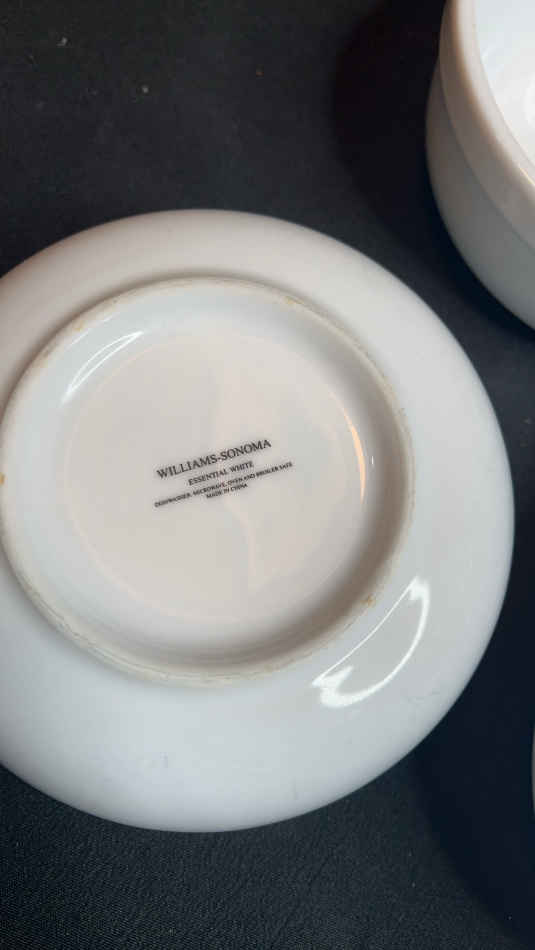 WILLIAMS-SONOMA
ESSENTIAL WHITE
DISHWASHER, MICROWAVE, OVEN AND BROILER SAFE
MADE IN CHINA